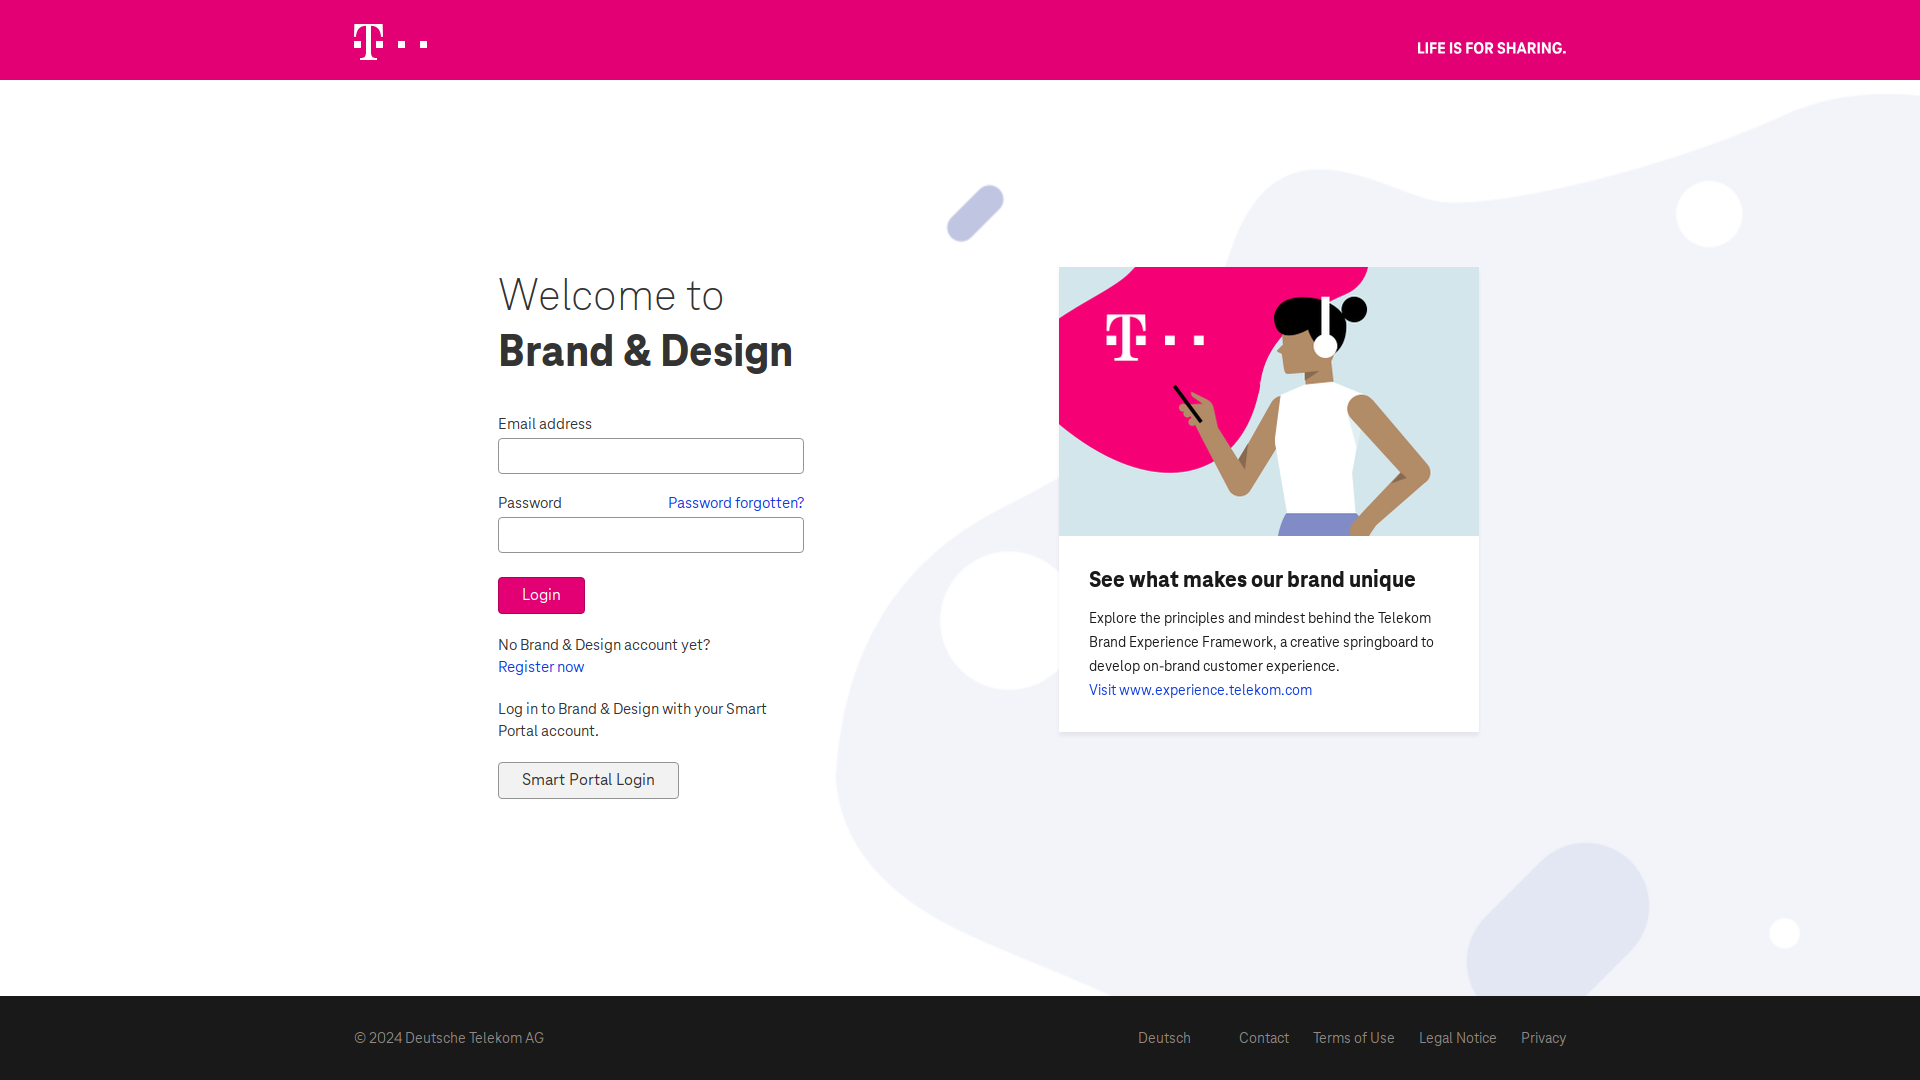 T
LIFE IS FOR SHARING.
Welcome to
Brand & Design
Email address
Password
Password forgotten?
Login
No Brand & Design account yet?
Register now
Log in to Brand & Design with your Smart
Portal account.
Smart Portal Login
T
See what makes our brand unique
Explore the principles and mindest behind the Telekom
Brand Experience Framework, a creative springboard to
develop on-brand customer experience.
Visit www.experience.telekom.com
© 2024 Deutsche Telekom AG
Deutsch
Contact
Terms of Use
Legal Notice
Privacy